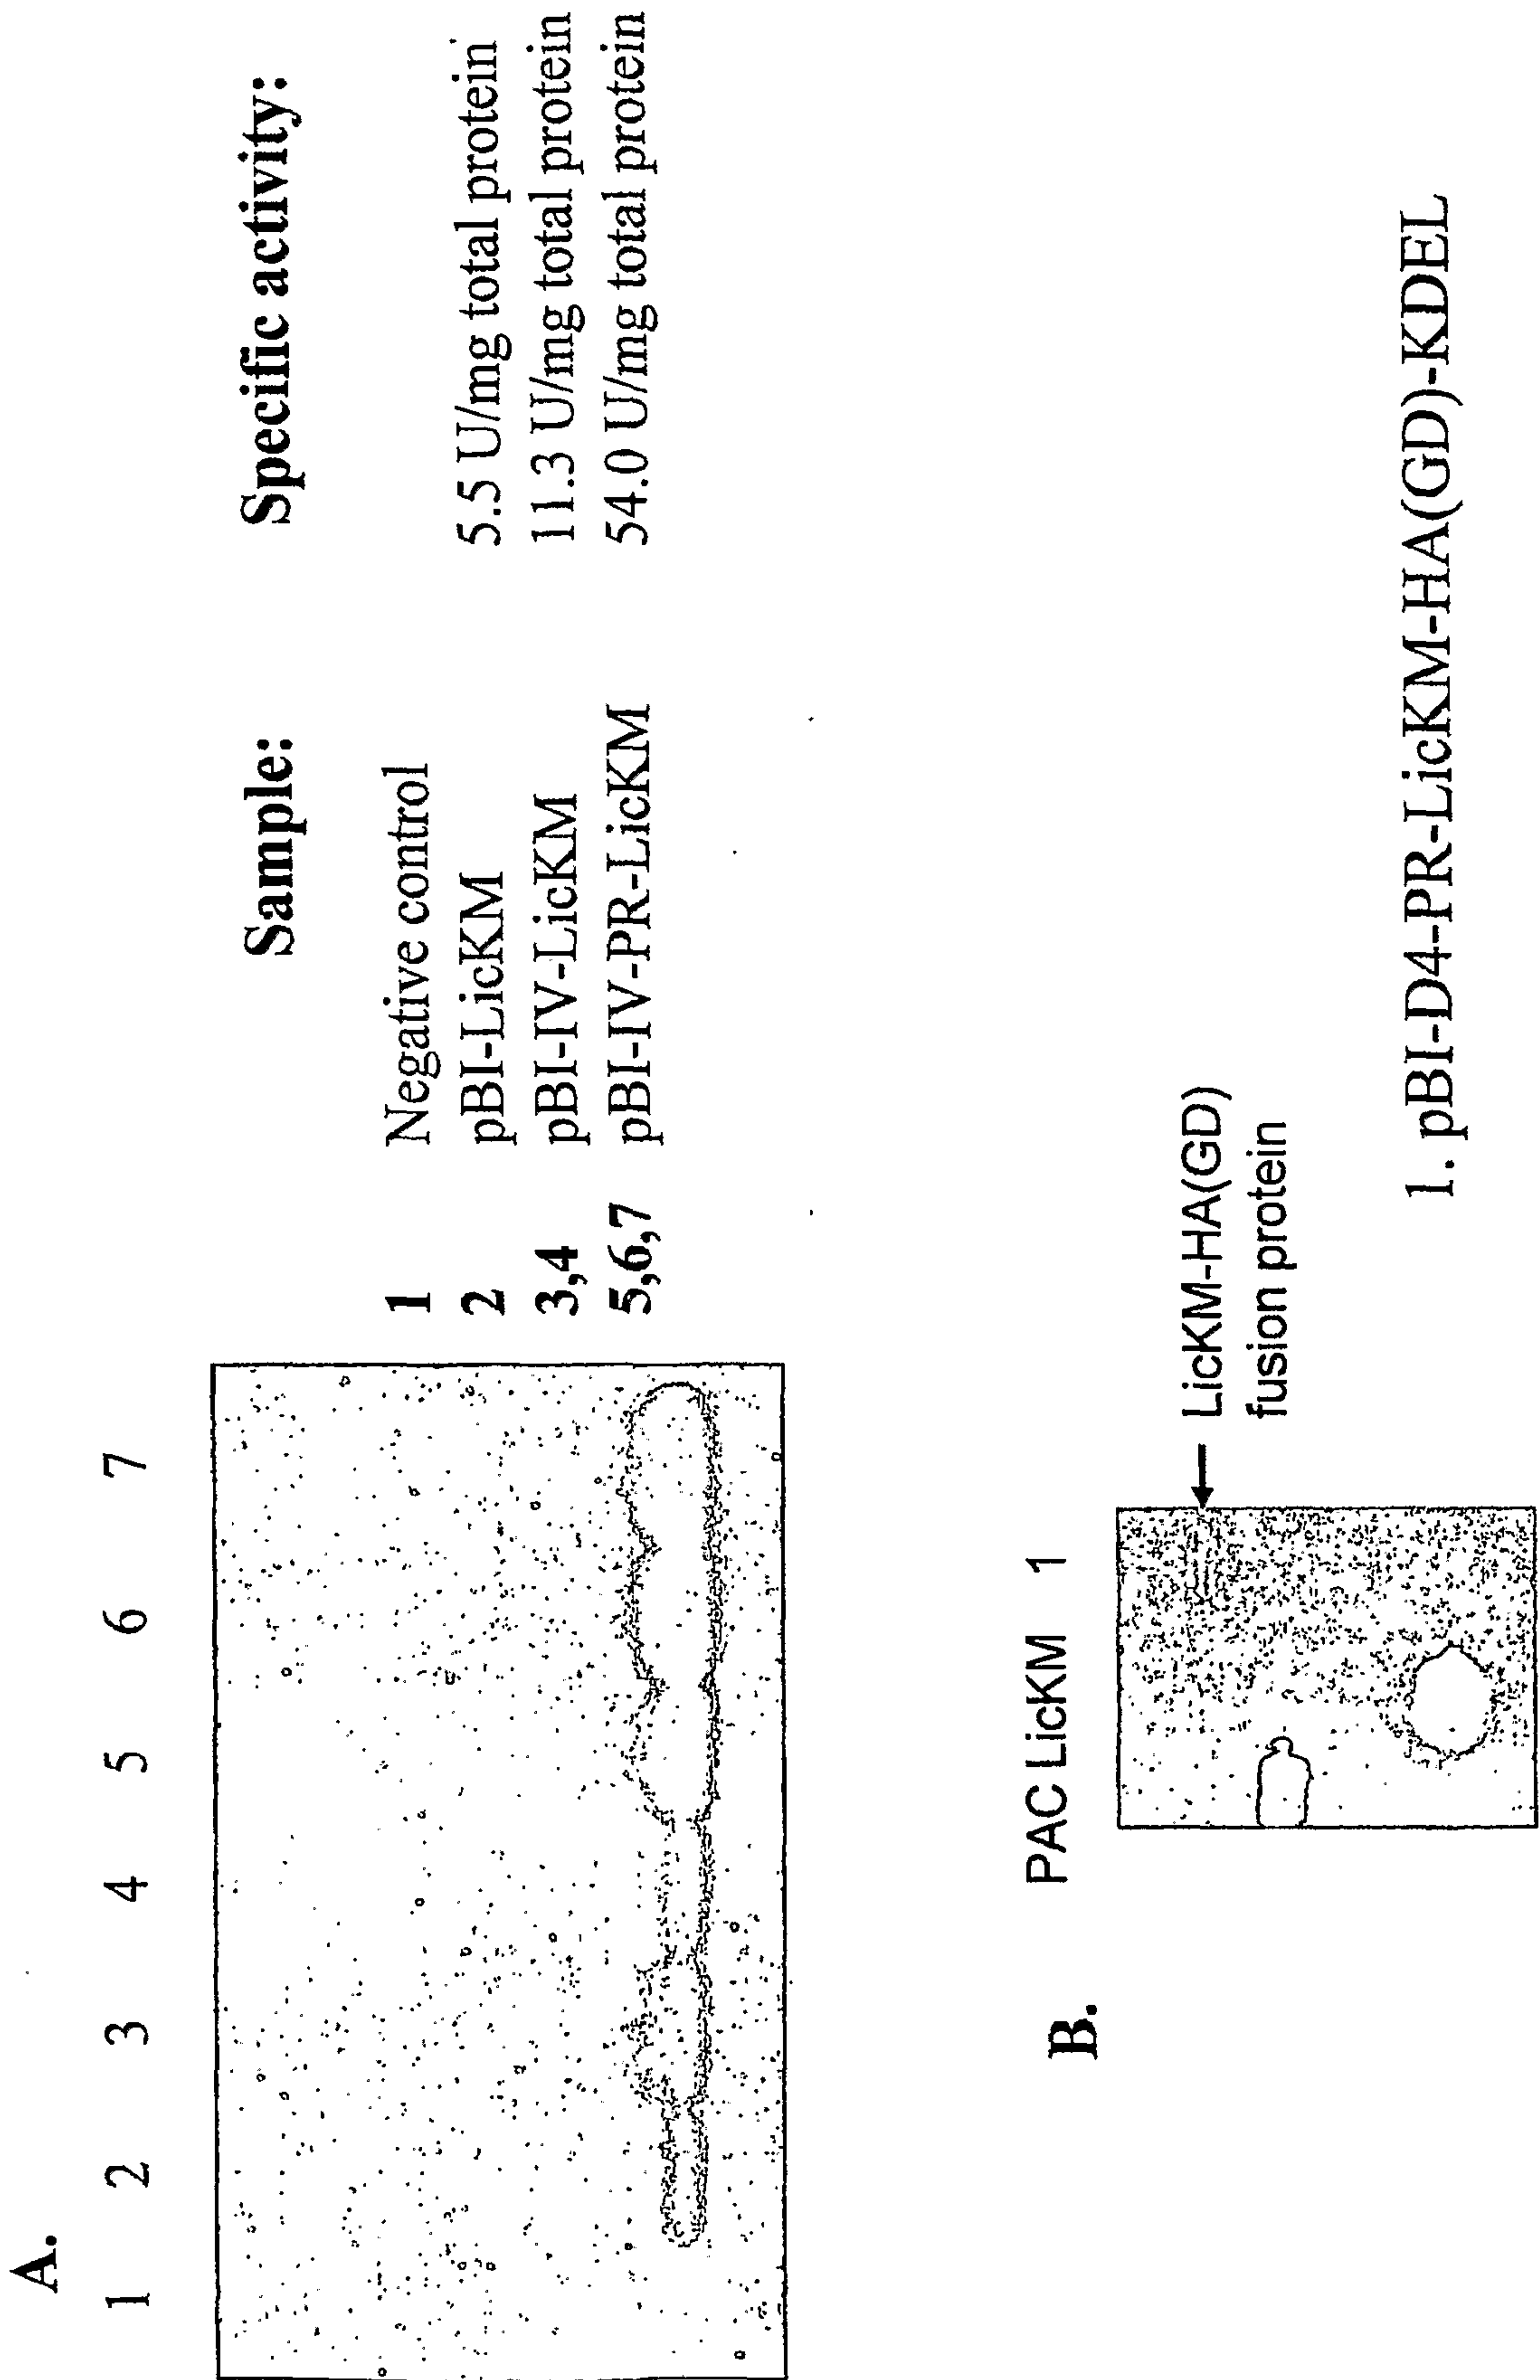 A.
1 2 3 4 5 6 7
Sample: Specific activity:
1 Negative control
2 pBI-LicKM 5.5 U/mg total protein
3,4 pBI-IV-LicKM 11.3 U/mg total protein
5,6,7 pBI-IV-PR-LicKM 54.0 U/mg total protein
B.
PAC LicKM 1
LicKM-HA(GD)
fusion protein
1. pBI-D4-PR-LicKM-HA(GD)-KDEL